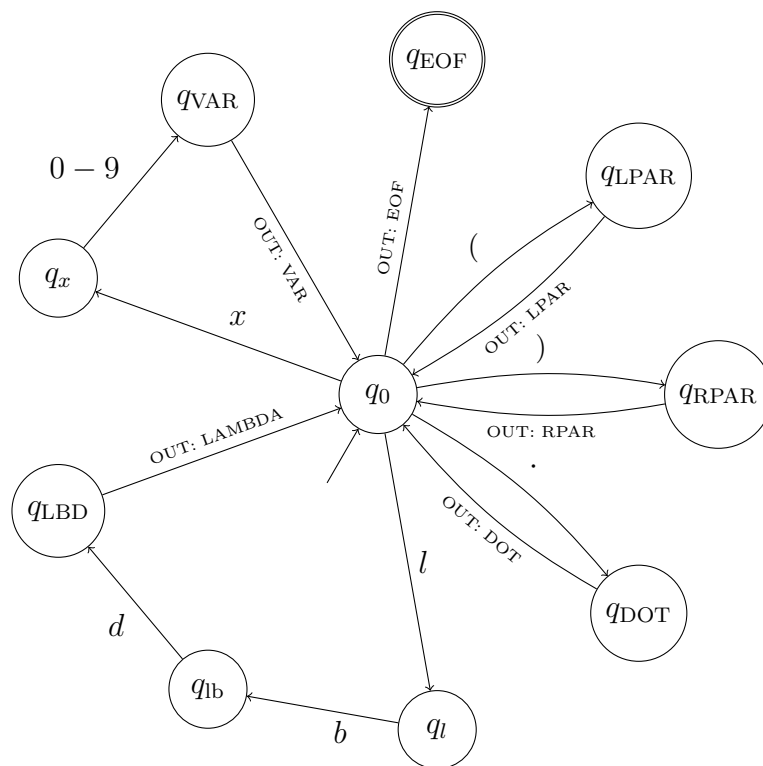 q_EOF
q_VAR
q_LPAR
0 − 9
OUT: EOF
OUT: VAR
(
q_x
OUT: LPAR
x
)
q_0
q_RPAR
OUT: LAMBDA
OUT: RPAR
.
q_LBD
OUT: DOT
l
q_DOT
d
q_lb
b
q_l